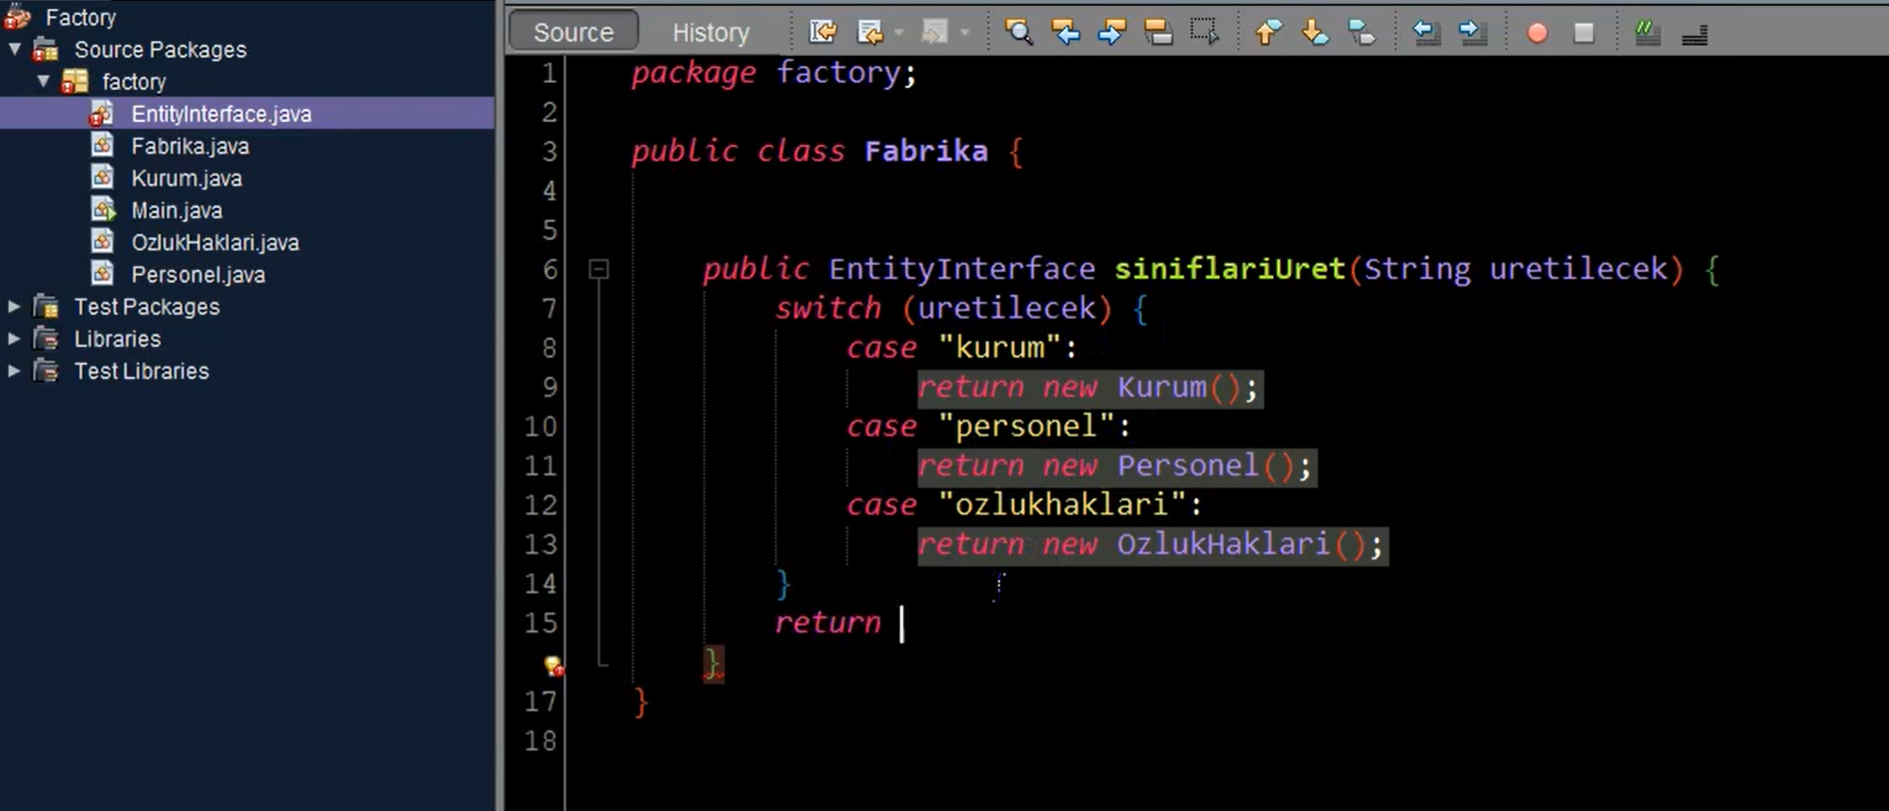 Factory
Source Packages
factory
EntityInterface.java
Fabrika.java
Kurum.java
Main.java
OzlukHaklari.java
Personel.java
Test Packages
Libraries
Test Libraries
Source History
1 package factory;
2
3 public class Fabrika {
4
5
6 public EntityInterface siniflariUret(String uretilecek) {
7 switch (uretilecek) {
8 case "kurum":
9 return new Kurum();
10 case "personel":
11 return new Personel();
12 case "ozlukhaklari":
13 return new OzlukHaklari();
14 }
15 return
}
17 }
18